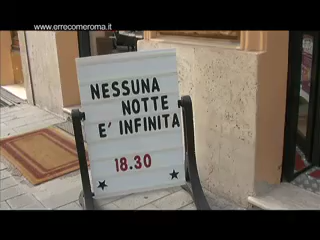 www.errecomeroma.it
NESSUNA
NOTTE
E' INFINITA
18.30